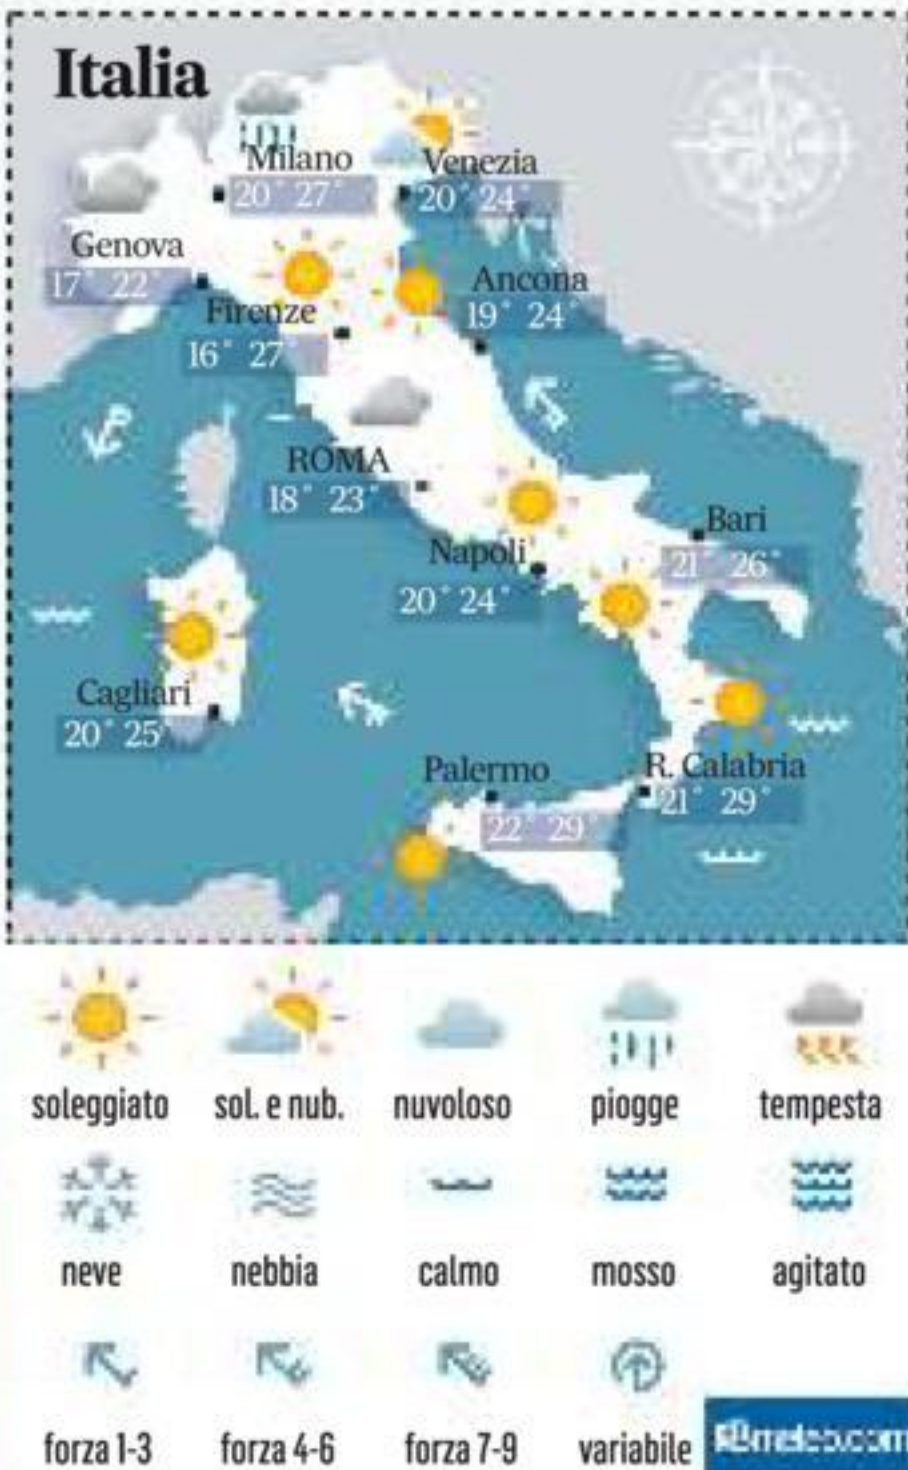 Italia
Milano
20° 27°
Venezia
20° 24°
Genova
17° 22°
Ancona
19° 24°
Firenze
16° 27°
ROMA
18° 23°
Bari
21° 26°
Napoli
20° 24°
Cagliari
20° 25°
Palermo
22° 29°
R. Calabria
21° 29°
soleggiato sol. e nub. nuvoloso piogge tempesta
neve nebbia calmo mosso agitato
forza 1-3 forza 4-6 forza 7-9 variabile